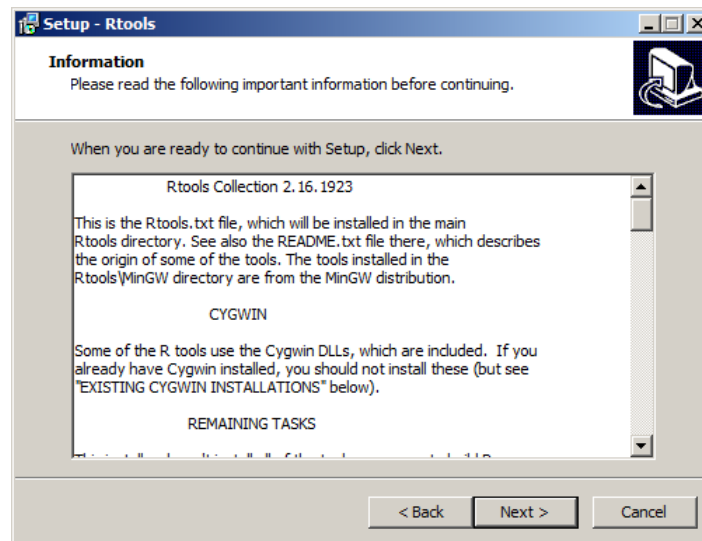 Setup - Rtools
Information
Please read the following important information before continuing.
When you are ready to continue with Setup, click Next.
Rtools Collection 2.16.1923
This is the Rtools.txt file, which will be installed in the main
Rtools directory. See also the README.txt file there, which describes
the origin of some of the tools. The tools installed in the
Rtools\MinGW directory are from the MinGW distribution.
CYGWIN
Some of the R tools use the Cygwin DLLs, which are included.  If you
already have Cygwin installed, you should not install these (but see
"EXISTING CYGWIN INSTALLATIONS" below).
REMAINING TASKS
< Back
Next >
Cancel